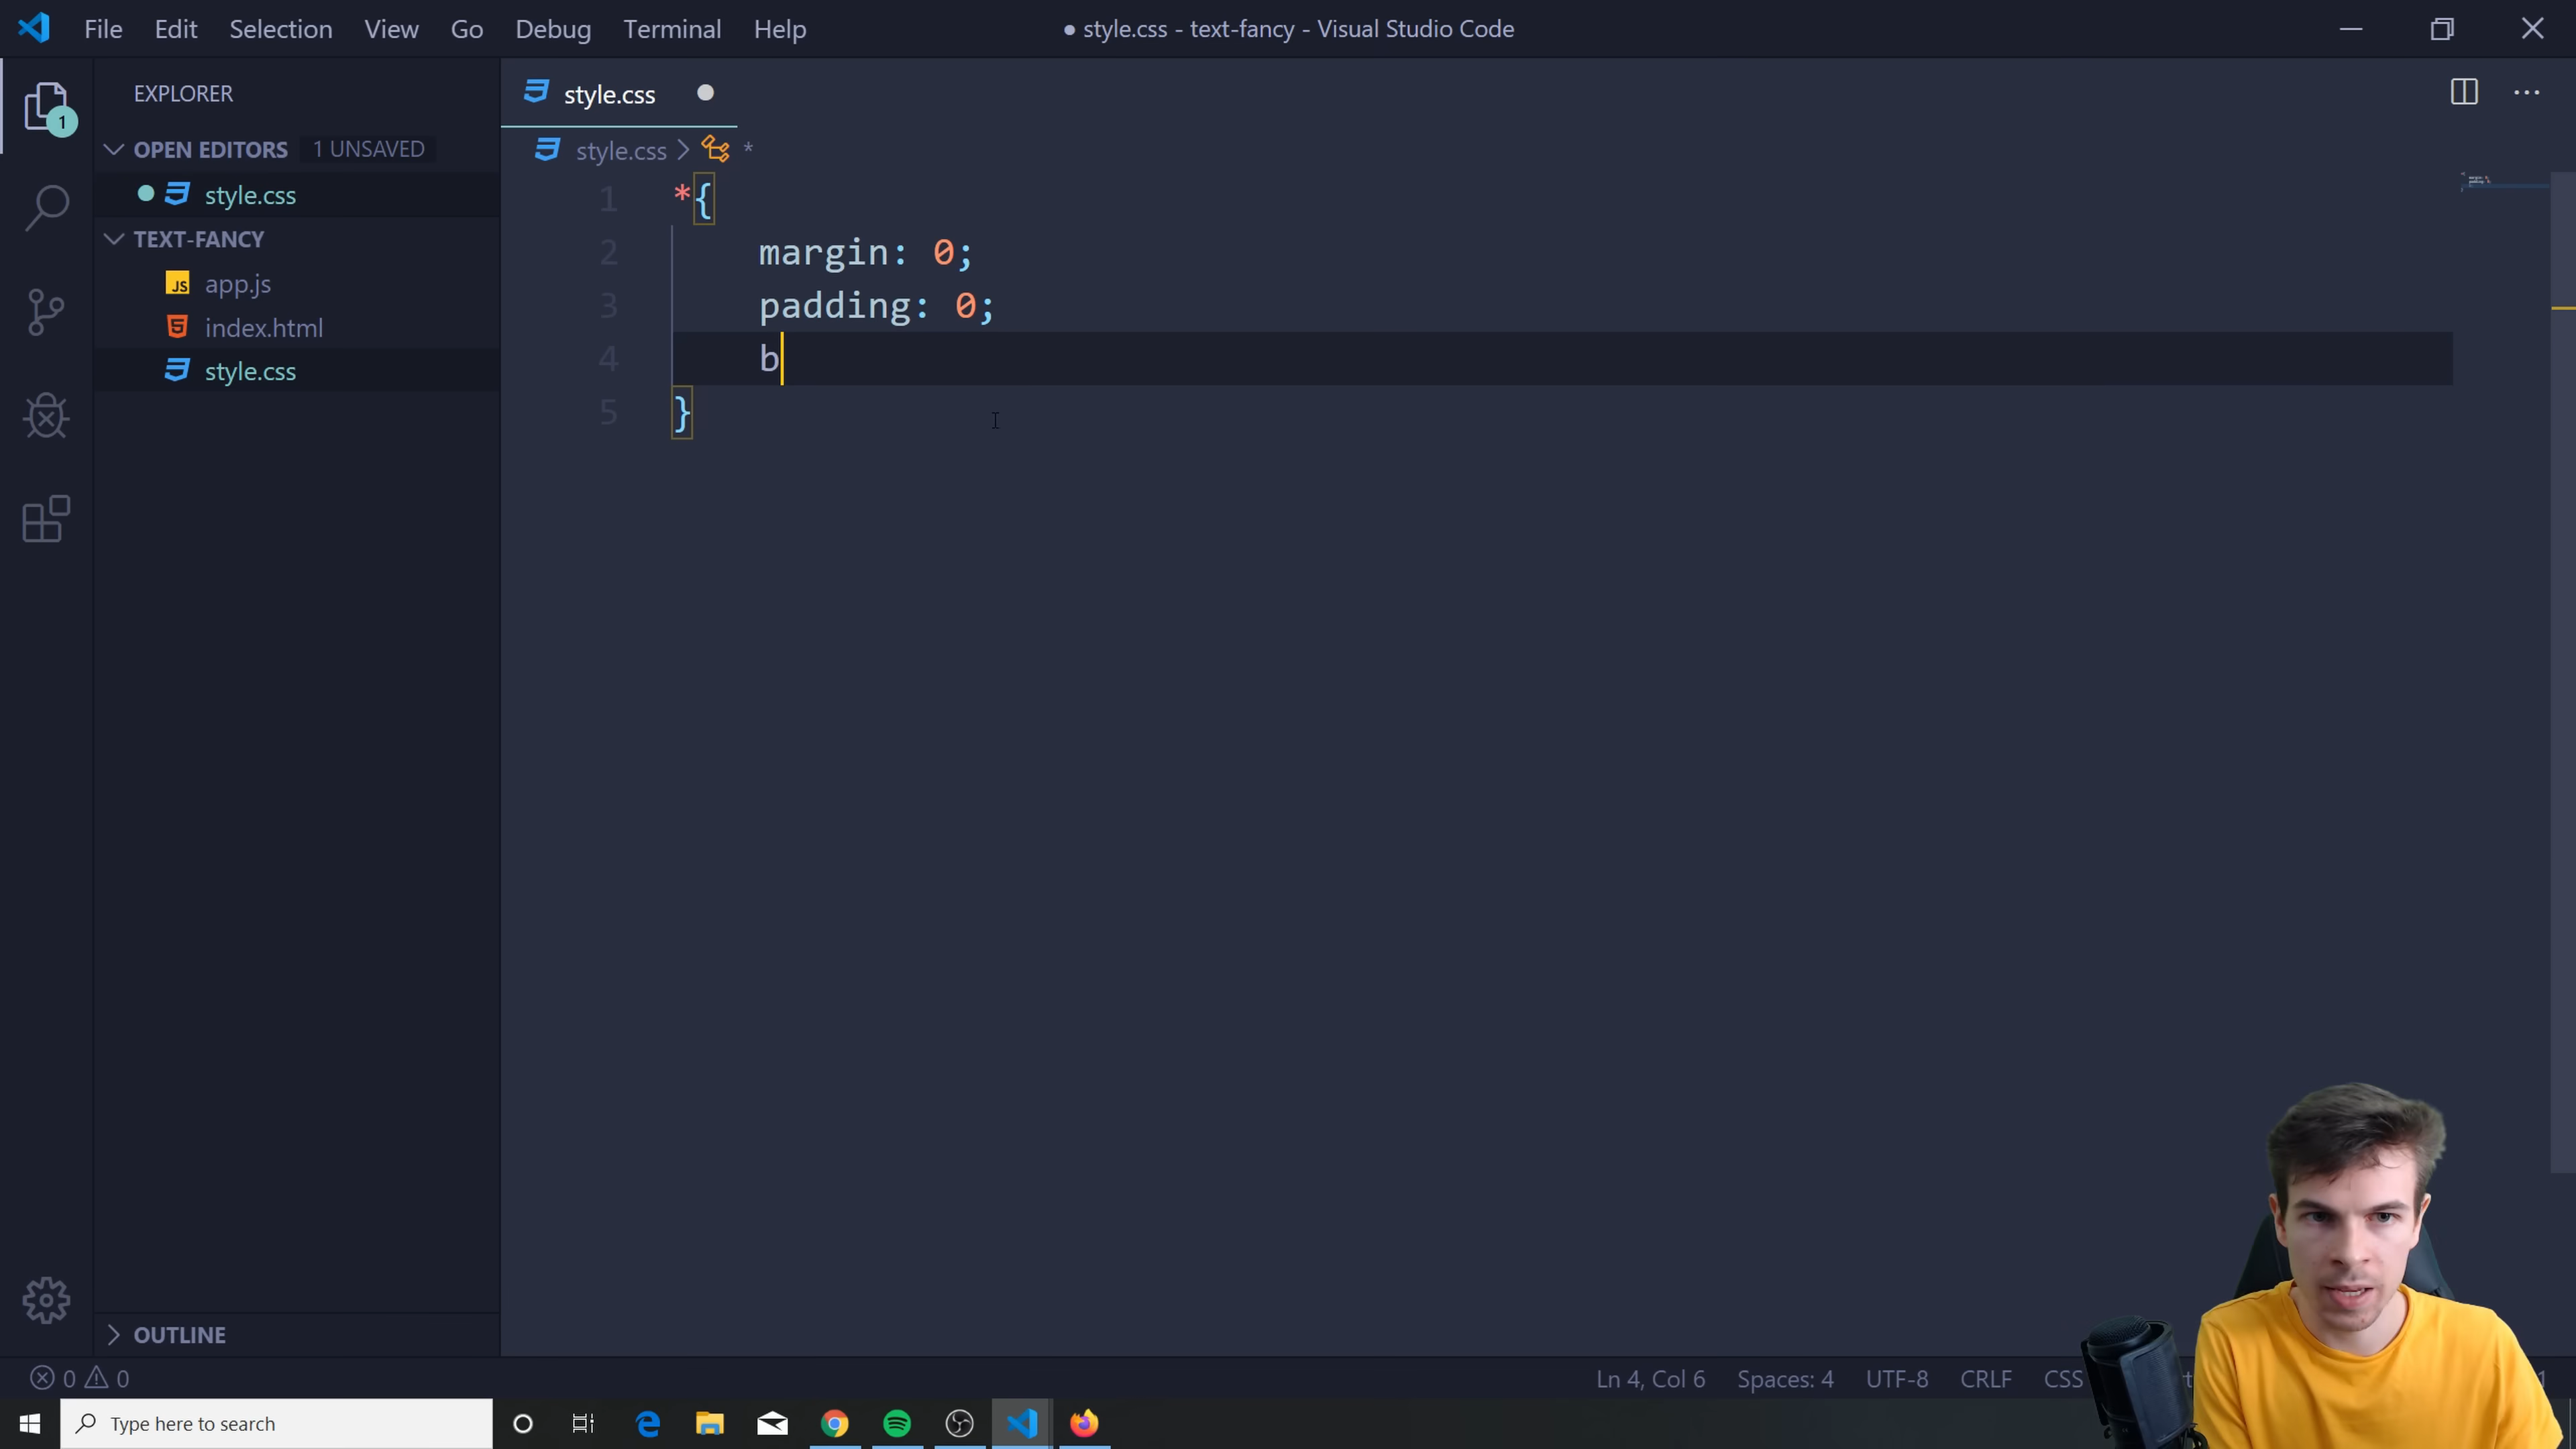 File Edit Selection View Go Debug Terminal Help
● style.css - text-fancy - Visual Studio Code
EXPLORER
OPEN EDITORS 1 UNSAVED
style.css
TEXT-FANCY
JS app.js
5 index.html
style.css
OUTLINE
1
style.css
style.css > *
1 *{
2 margin: 0;
3 padding: 0;
4 b
5 }
0 0
Ln 4, Col 6 Spaces: 4 UTF-8 CRLF CSS
Type here to search